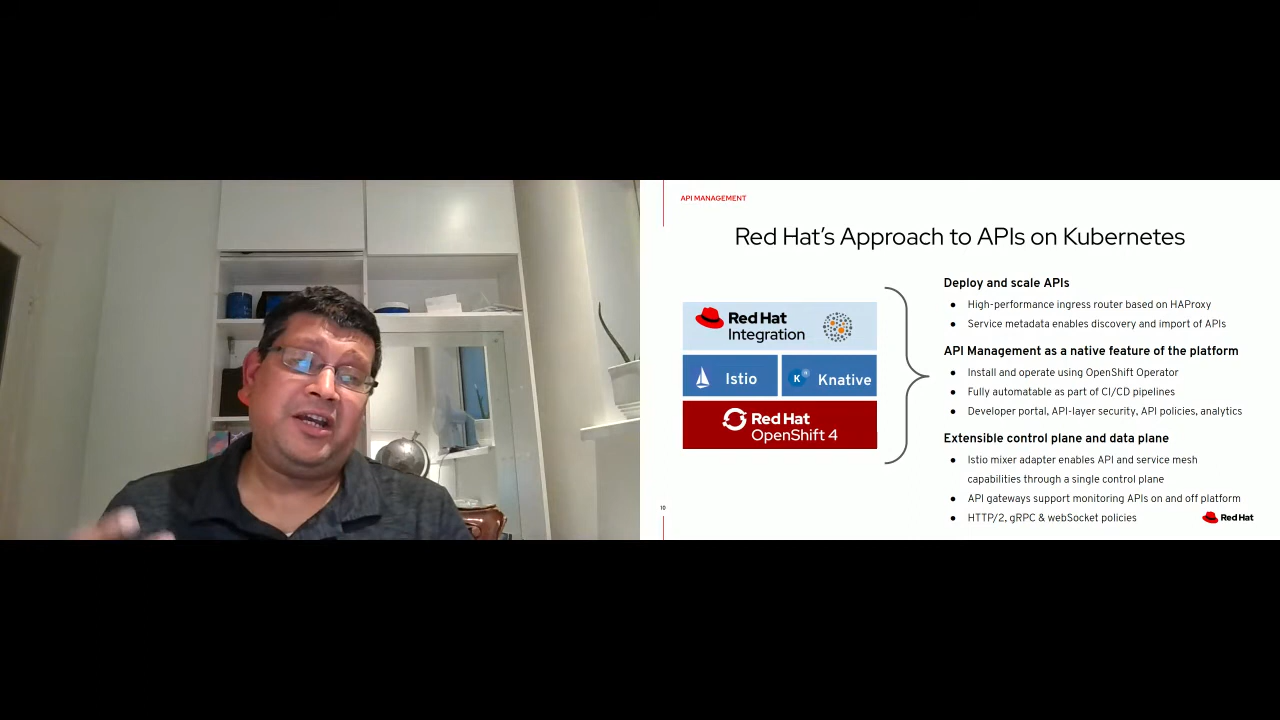 API MANAGEMENT
Red Hat's Approach to APIs on Kubernetes
Red Hat
Integration
Istio
Knative
Red Hat
OpenShift 4
Deploy and scale APIs
● High-performance ingress router based on HAProxy
● Service metadata enables discovery and import of APIs
API Management as a native feature of the platform
● Install and operate using OpenShift Operator
● Fully automatable as part of CI/CD pipelines
● Developer portal, API-layer security, API policies, analytics
Extensible control plane and data plane
● Istio mixer adapter enables API and service mesh
capabilities through a single control plane
● API gateways support monitoring APIs on and off platform
● HTTP/2, gRPC & webSocket policies
10
Red Hat